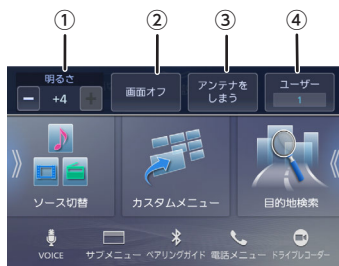 ① ② ③ ④
明るさ
− +4 +
画面オフ
アンテナを
しまう
ユーザー
1
ソース切替
カスタムメニュー
目的地検索
VOICE サブメニュー ペアリングガイド 電話メニュー ドライブレコーダー